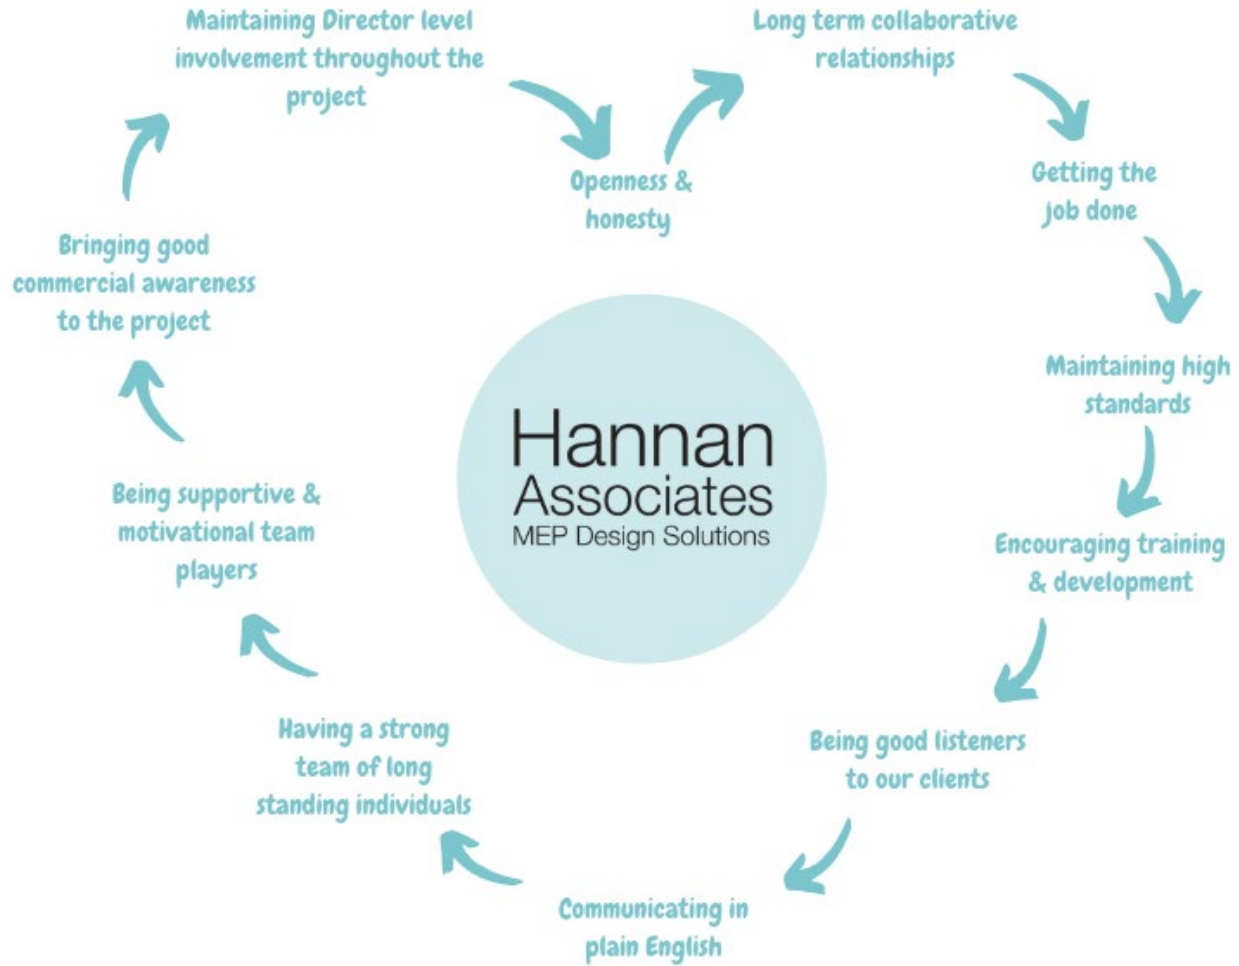 Maintaining Director level
involvement throughout the
project
Openness &
honesty
Long term collaborative
relationships
Getting the
job done
Maintaining high
standards
Encouraging training
& development
Being good listeners
to our clients
Communicating in
plain English
Having a strong
team of long
standing individuals
Being supportive &
motivational team
players
Bringing good
commercial awareness
to the project
Hannan
Associates
MEP Design Solutions